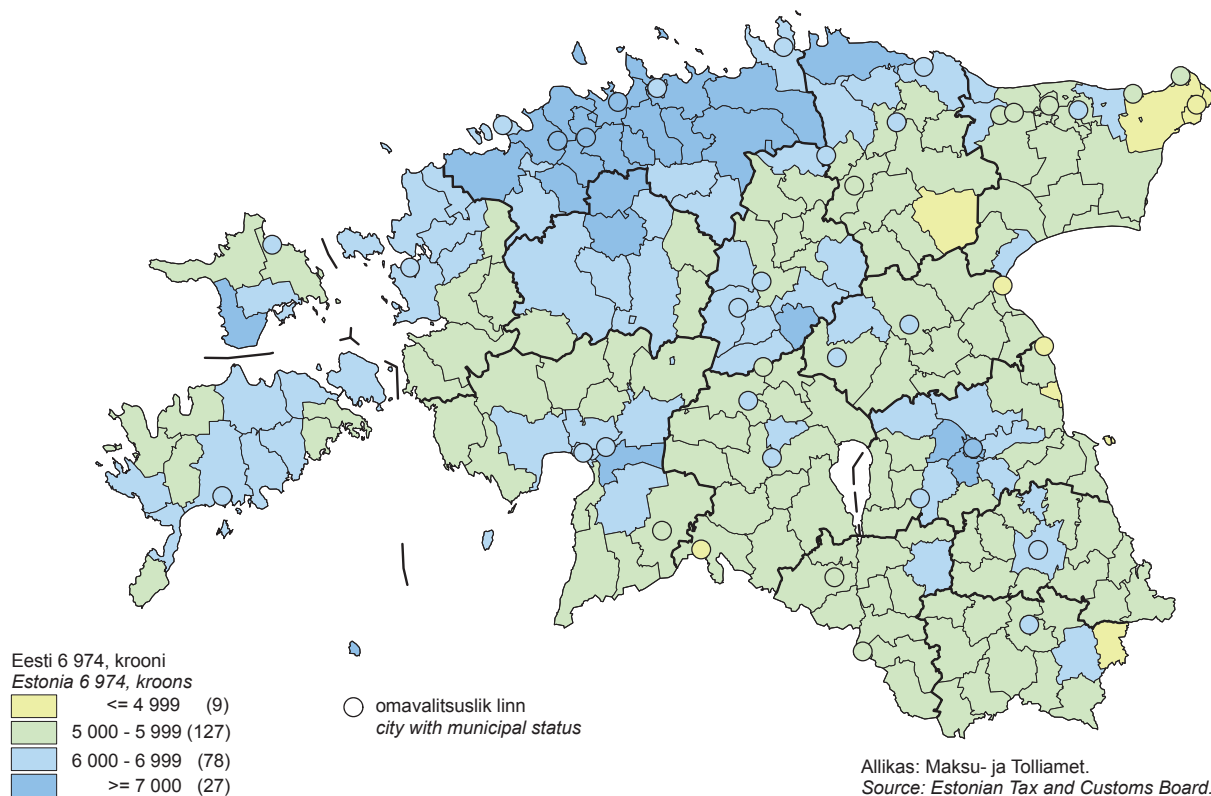 Eesti 6 974, krooni
Estonia 6 974, kroons
<= 4 999 (9)
5 000 - 5 999 (127)
6 000 - 6 999 (78)
>= 7 000 (27)
omavalitsuslik linn
city with municipal status
Allikas: Maksu- ja Tolliamet.
Source: Estonian Tax and Customs Board.